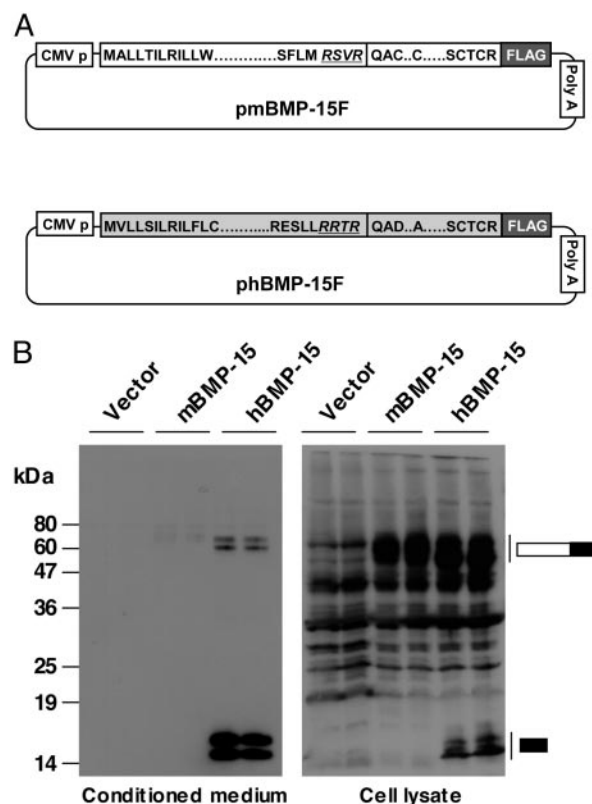 A
CMV p MALLTILRILLW............SFLM RSVR QAC..C.....SCTCR FLAG
Poly A
pmBMP-15F
CMV p MVLLSILRILFLC...........RESLLRRTR QAD..A.....SCTCR FLAG
Poly A
phBMP-15F
B
Vector mBMP-15 hBMP-15 Vector mBMP-15 hBMP-15
kDa
80
60
47
36
25
19
14
Conditioned medium Cell lysate